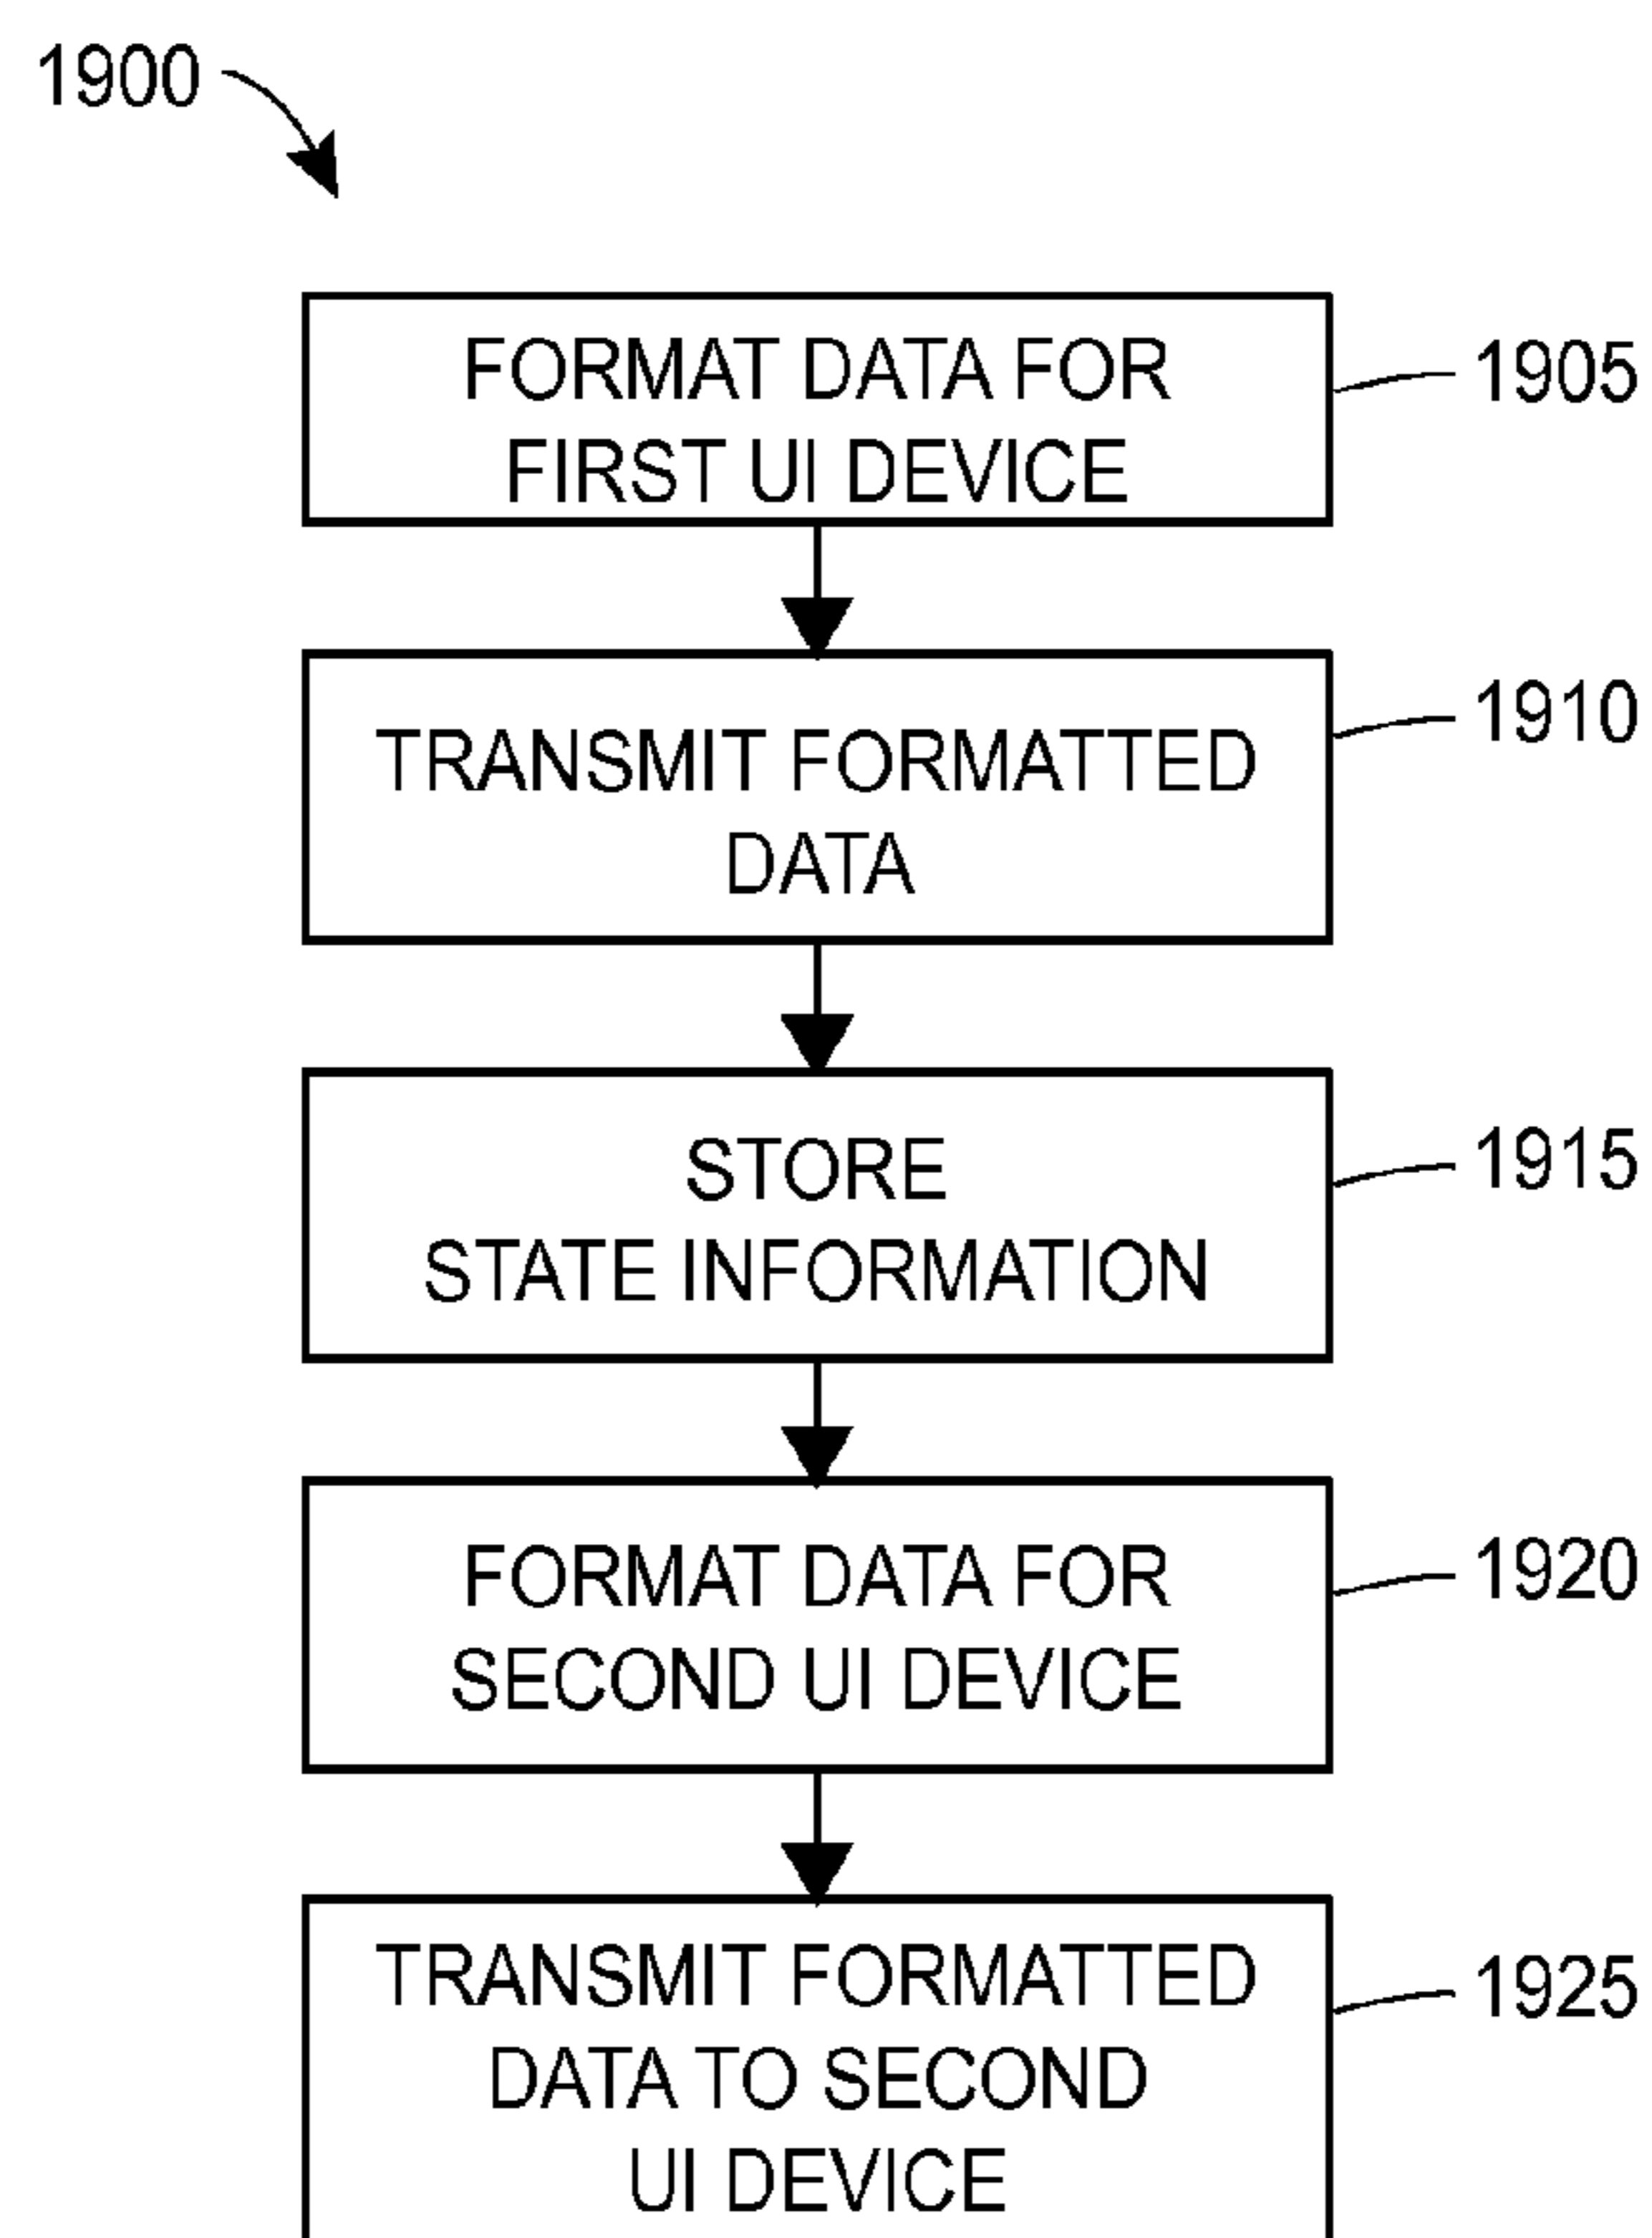 1900
FORMAT DATA FOR
FIRST UI DEVICE
1905
TRANSMIT FORMATTED
DATA
1910
STORE
STATE INFORMATION
1915
FORMAT DATA FOR
SECOND UI DEVICE
1920
TRANSMIT FORMATTED
DATA TO SECOND
UI DEVICE
1925